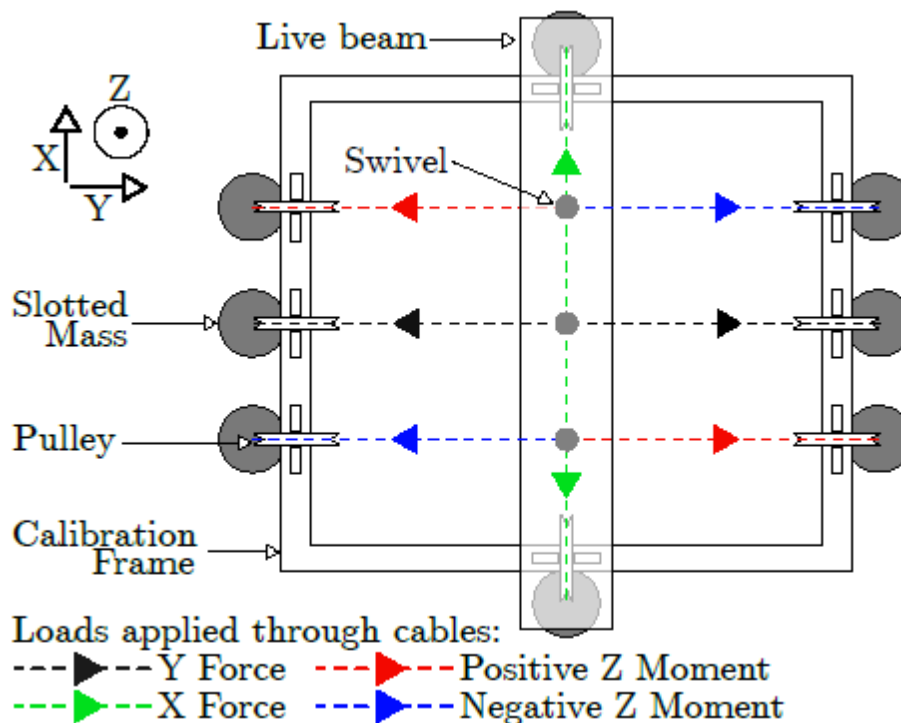 Live beam
Z
X
Y
Swivel
Slotted
Mass
Pulley
Calibration
Frame
Loads applied through cables:
Y Force Positive Z Moment
X Force Negative Z Moment